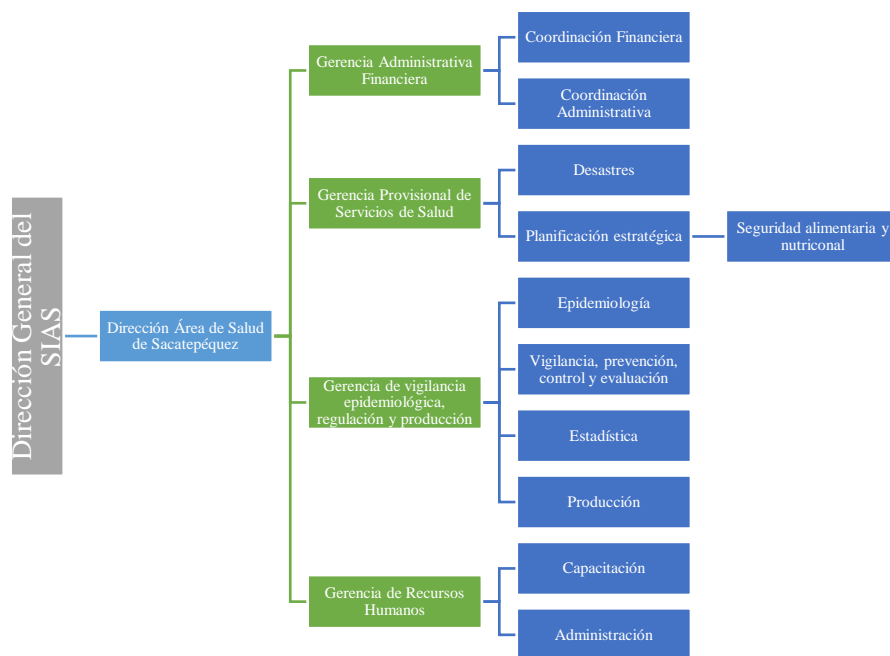 Dirección General del
SIAS
Dirección Área de Salud
de Sacatepéquez
Gerencia Administrativa
Financiera
Coordinación Financiera
Coordinación
Administrativa
Gerencia Provisional de
Servicios de Salud
Desastres
Planificación estratégica
Seguridad alimentaria y
nutriconal
Gerencia de vigilancia
epidemiológica,
regulación y producción
Epidemiología
Vigilancia, prevención,
control y evaluación
Estadística
Producción
Gerencia de Recursos
Humanos
Capacitación
Administración